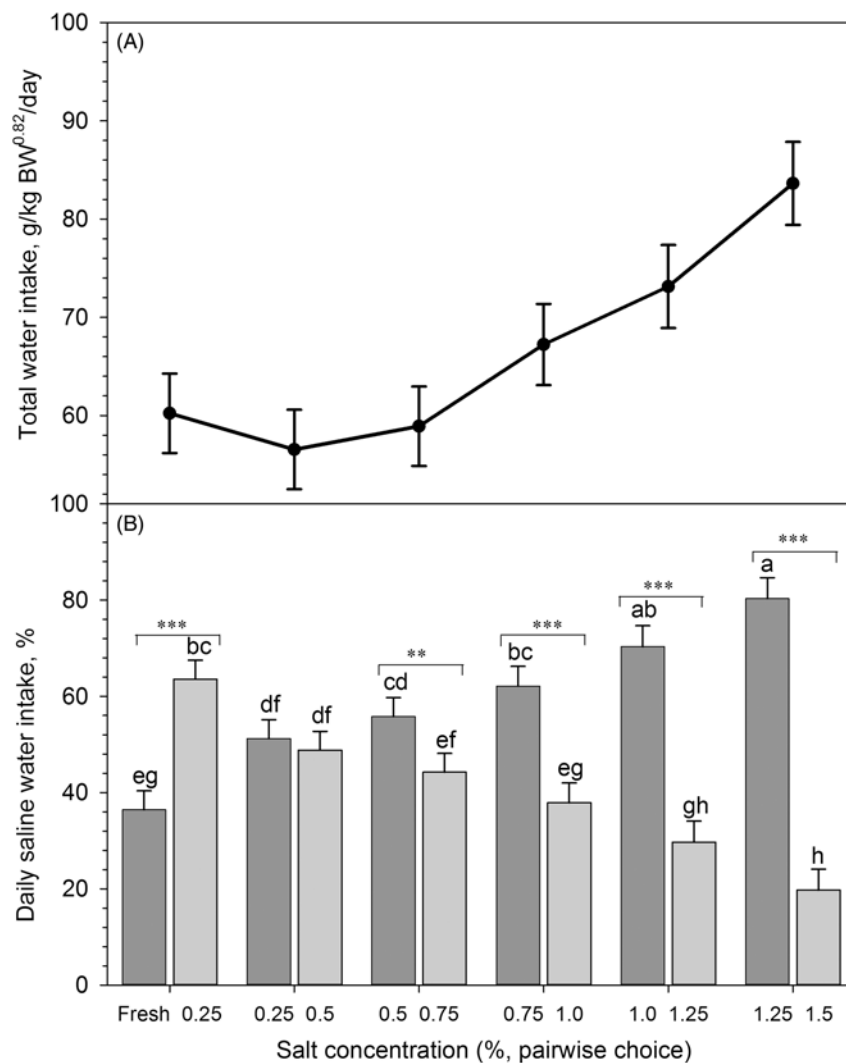 100
(A)
90
80
70
60
Total water intake, g/kg BW0.82/day
100
(B)
80
60
40
20
0
Daily saline water intake, %
*** ** *** *** ***
eg bc df df cd ef bc eg ab gh a h
Fresh 0.25 0.25 0.5 0.5 0.75 0.75 1.0 1.0 1.25 1.25 1.5
Salt concentration (%, pairwise choice)